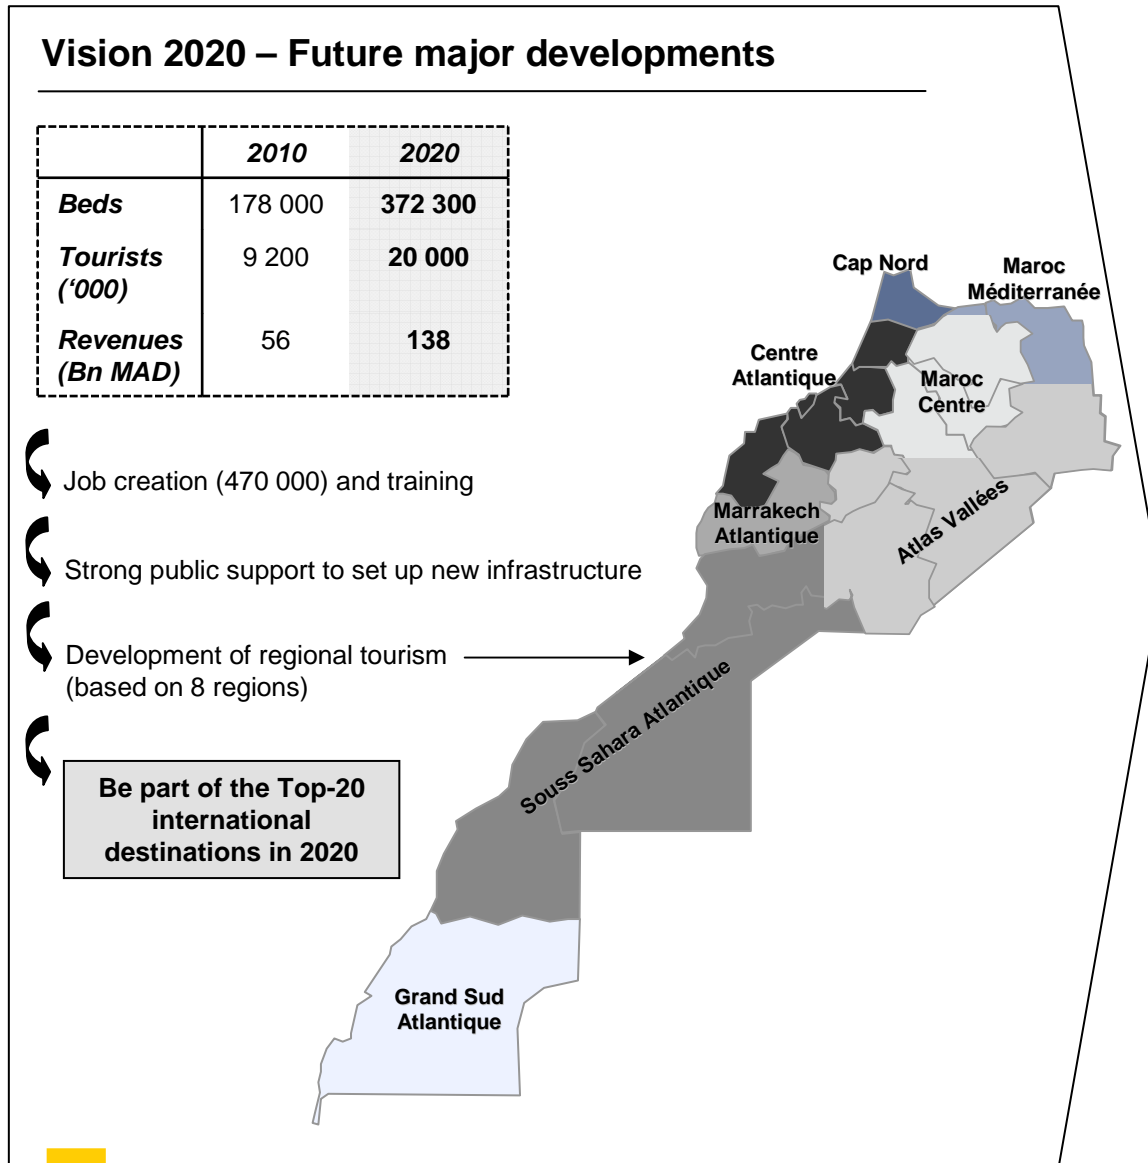 Vision 2020 – Future major developments
2010 2020
Beds 178 000 372 300
Tourists 9 200 20 000
(‘000)
Revenues 56 138
(Bn MAD)
Job creation (470 000) and training
Strong public support to set up new infrastructure
Development of regional tourism
(based on 8 regions)
Be part of the Top-20
international
destinations in 2020
Cap Nord
Maroc
Méditerranée
Centre
Atlantique
Maroc
Centre
Marrakech
Atlantique
Atlas Vallées
Souss Sahara Atlantique
Grand Sud
Atlantique